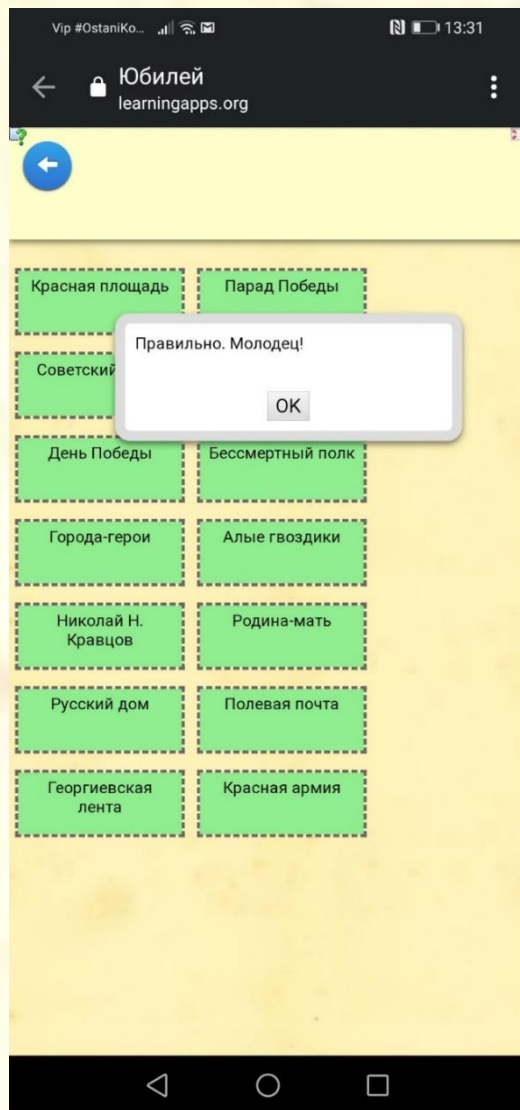 Vip #OstaniKo... 13:31
Юбилей
learningapps.org
Красная площадь
Парад Победы
Правильно. Молодец!
OK
Советский
День Победы
Бессмертный полк
Города-герои
Алые гвоздики
Николай Н.
Кравцов
Родина-мать
Русский дом
Полевая почта
Георгиевская
лента
Красная армия